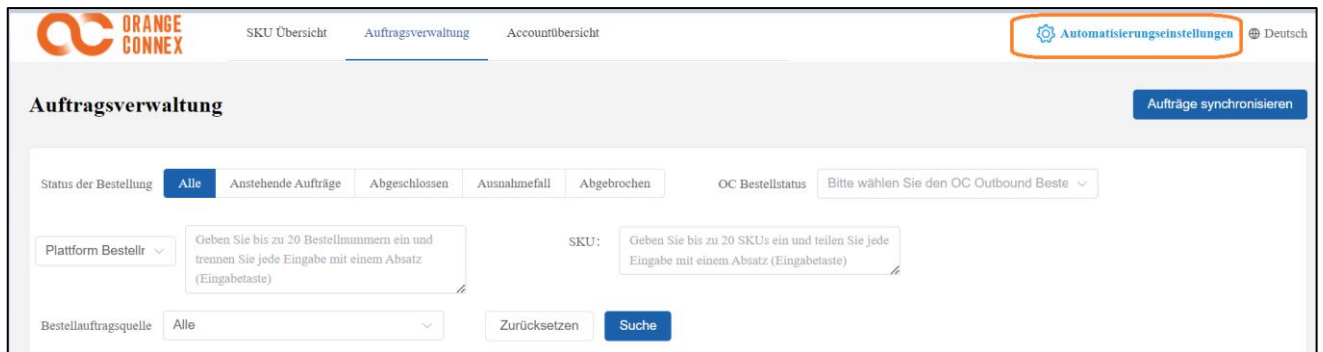 ORANGE
CONNEX
SKU Übersicht Auftragsverwaltung Accountübersicht Automatisierungseinstellungen Deutsch
Auftragsverwaltung Aufträge synchronisieren
Status der Bestellung Alle Anstehende Aufträge Abgeschlossen Ausnahmefall Abgebrochen OC Bestellstatus Bitte wählen Sie den OC Outbound Beste
Plattform Bestellr
Geben Sie bis zu 20 Bestellnummern ein und
trennen Sie jede Eingabe mit einem Absatz
(Eingabetaste)
SKU:
Geben Sie bis zu 20 SKUs ein und teilen Sie jede
Eingabe mit einem Absatz (Eingabetaste)
Bestellauftragsquelle Alle Zurücksetzen Suche